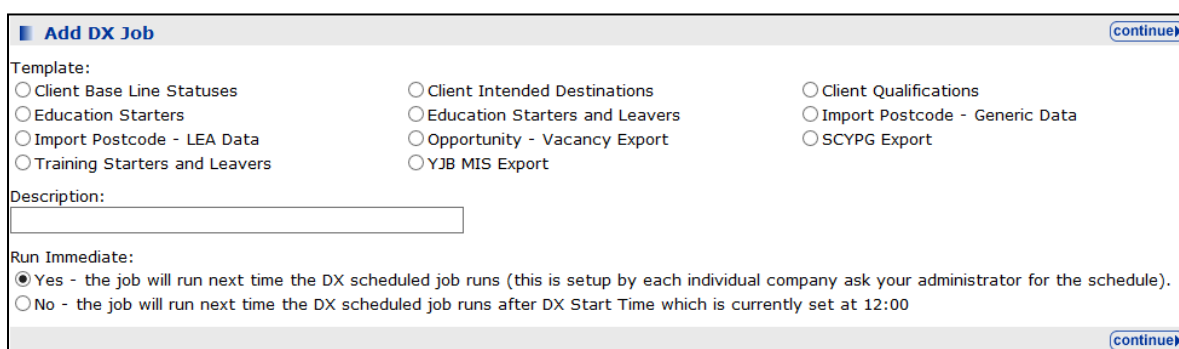 Add DX Job continue
Template:
Client Base Line Statuses Client Intended Destinations Client Qualifications
Education Starters Education Starters and Leavers Import Postcode - Generic Data
Import Postcode - LEA Data Opportunity - Vacancy Export SCYPG Export
Training Starters and Leavers YJB MIS Export
Description:
Run Immediate:
Yes - the job will run next time the DX scheduled job runs (this is setup by each individual company ask your administrator for the schedule).
No - the job will run next time the DX scheduled job runs after DX Start Time which is currently set at 12:00
continue